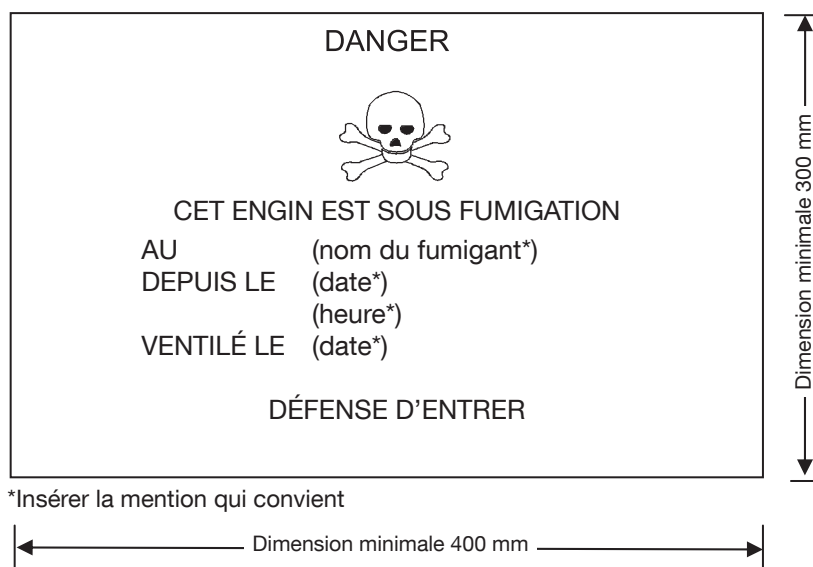 DANGER
CET ENGIN EST SOUS FUMIGATION
AU (nom du fumigant*)
DEPUIS LE (date*)
(heure*)
VENTILÉ LE (date*)
DÉFENSE D’ENTRER
Dimension minimale 300 mm
*Insérer la mention qui convient
Dimension minimale 400 mm